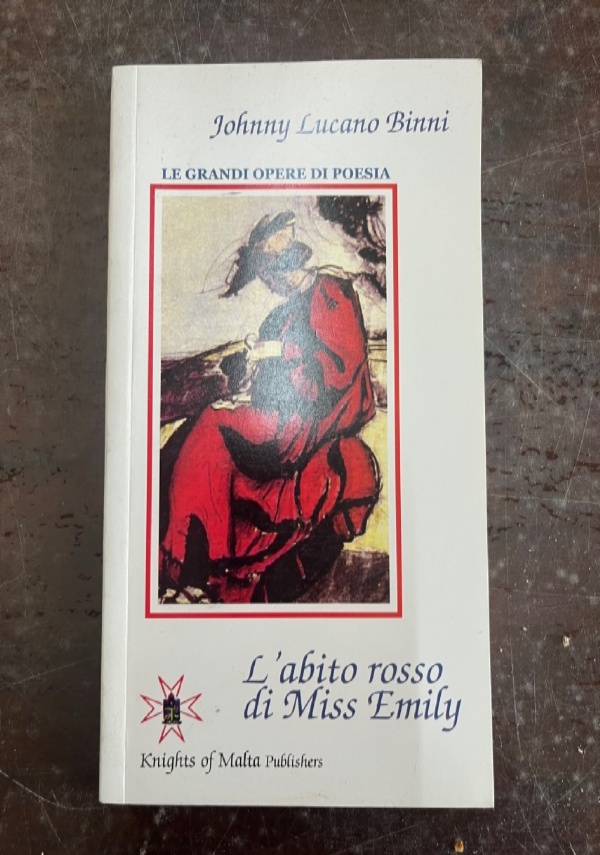 Johnny Lucano Binni
LE GRANDI OPERE DI POESIA
L'abito rosso
di Miss Emily
Knights of Malta Publishers